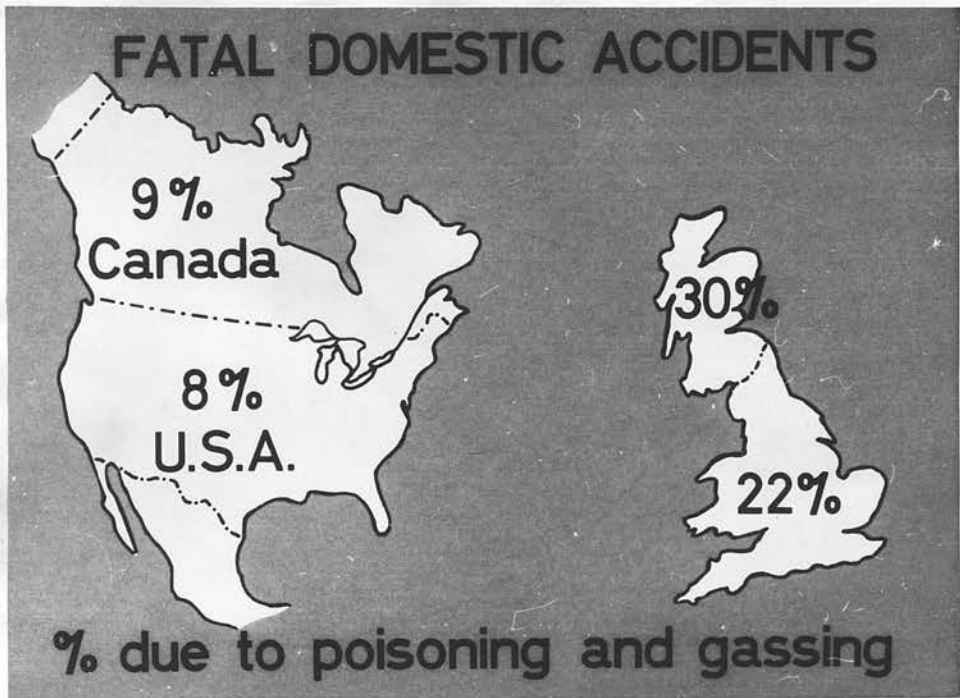 FATAL DOMESTIC ACCIDENTS
9%
Canada
8%
U.S.A.
30%
22%
% due to poisoning and gassing